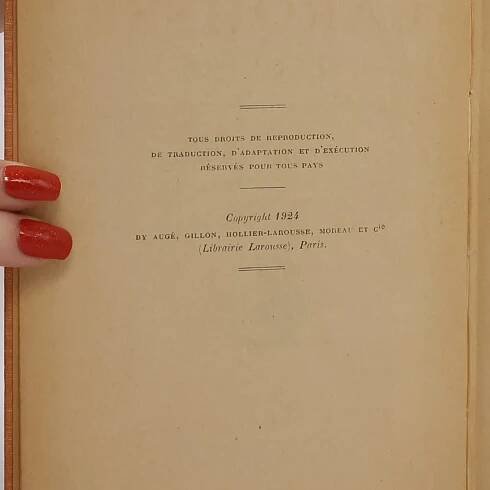 TOUS DROITS DE REPRODUCTION,
DE TRADUCTION, D'ADAPTATION ET D'EXÉCUTION
RÉSERVÉS POUR TOUS PAYS
Copyright 1924
BY AUGÉ, GILLON, HOLLIER-LAROUSSE, MOREAU ET Cie
(Librairie Larousse), Paris.